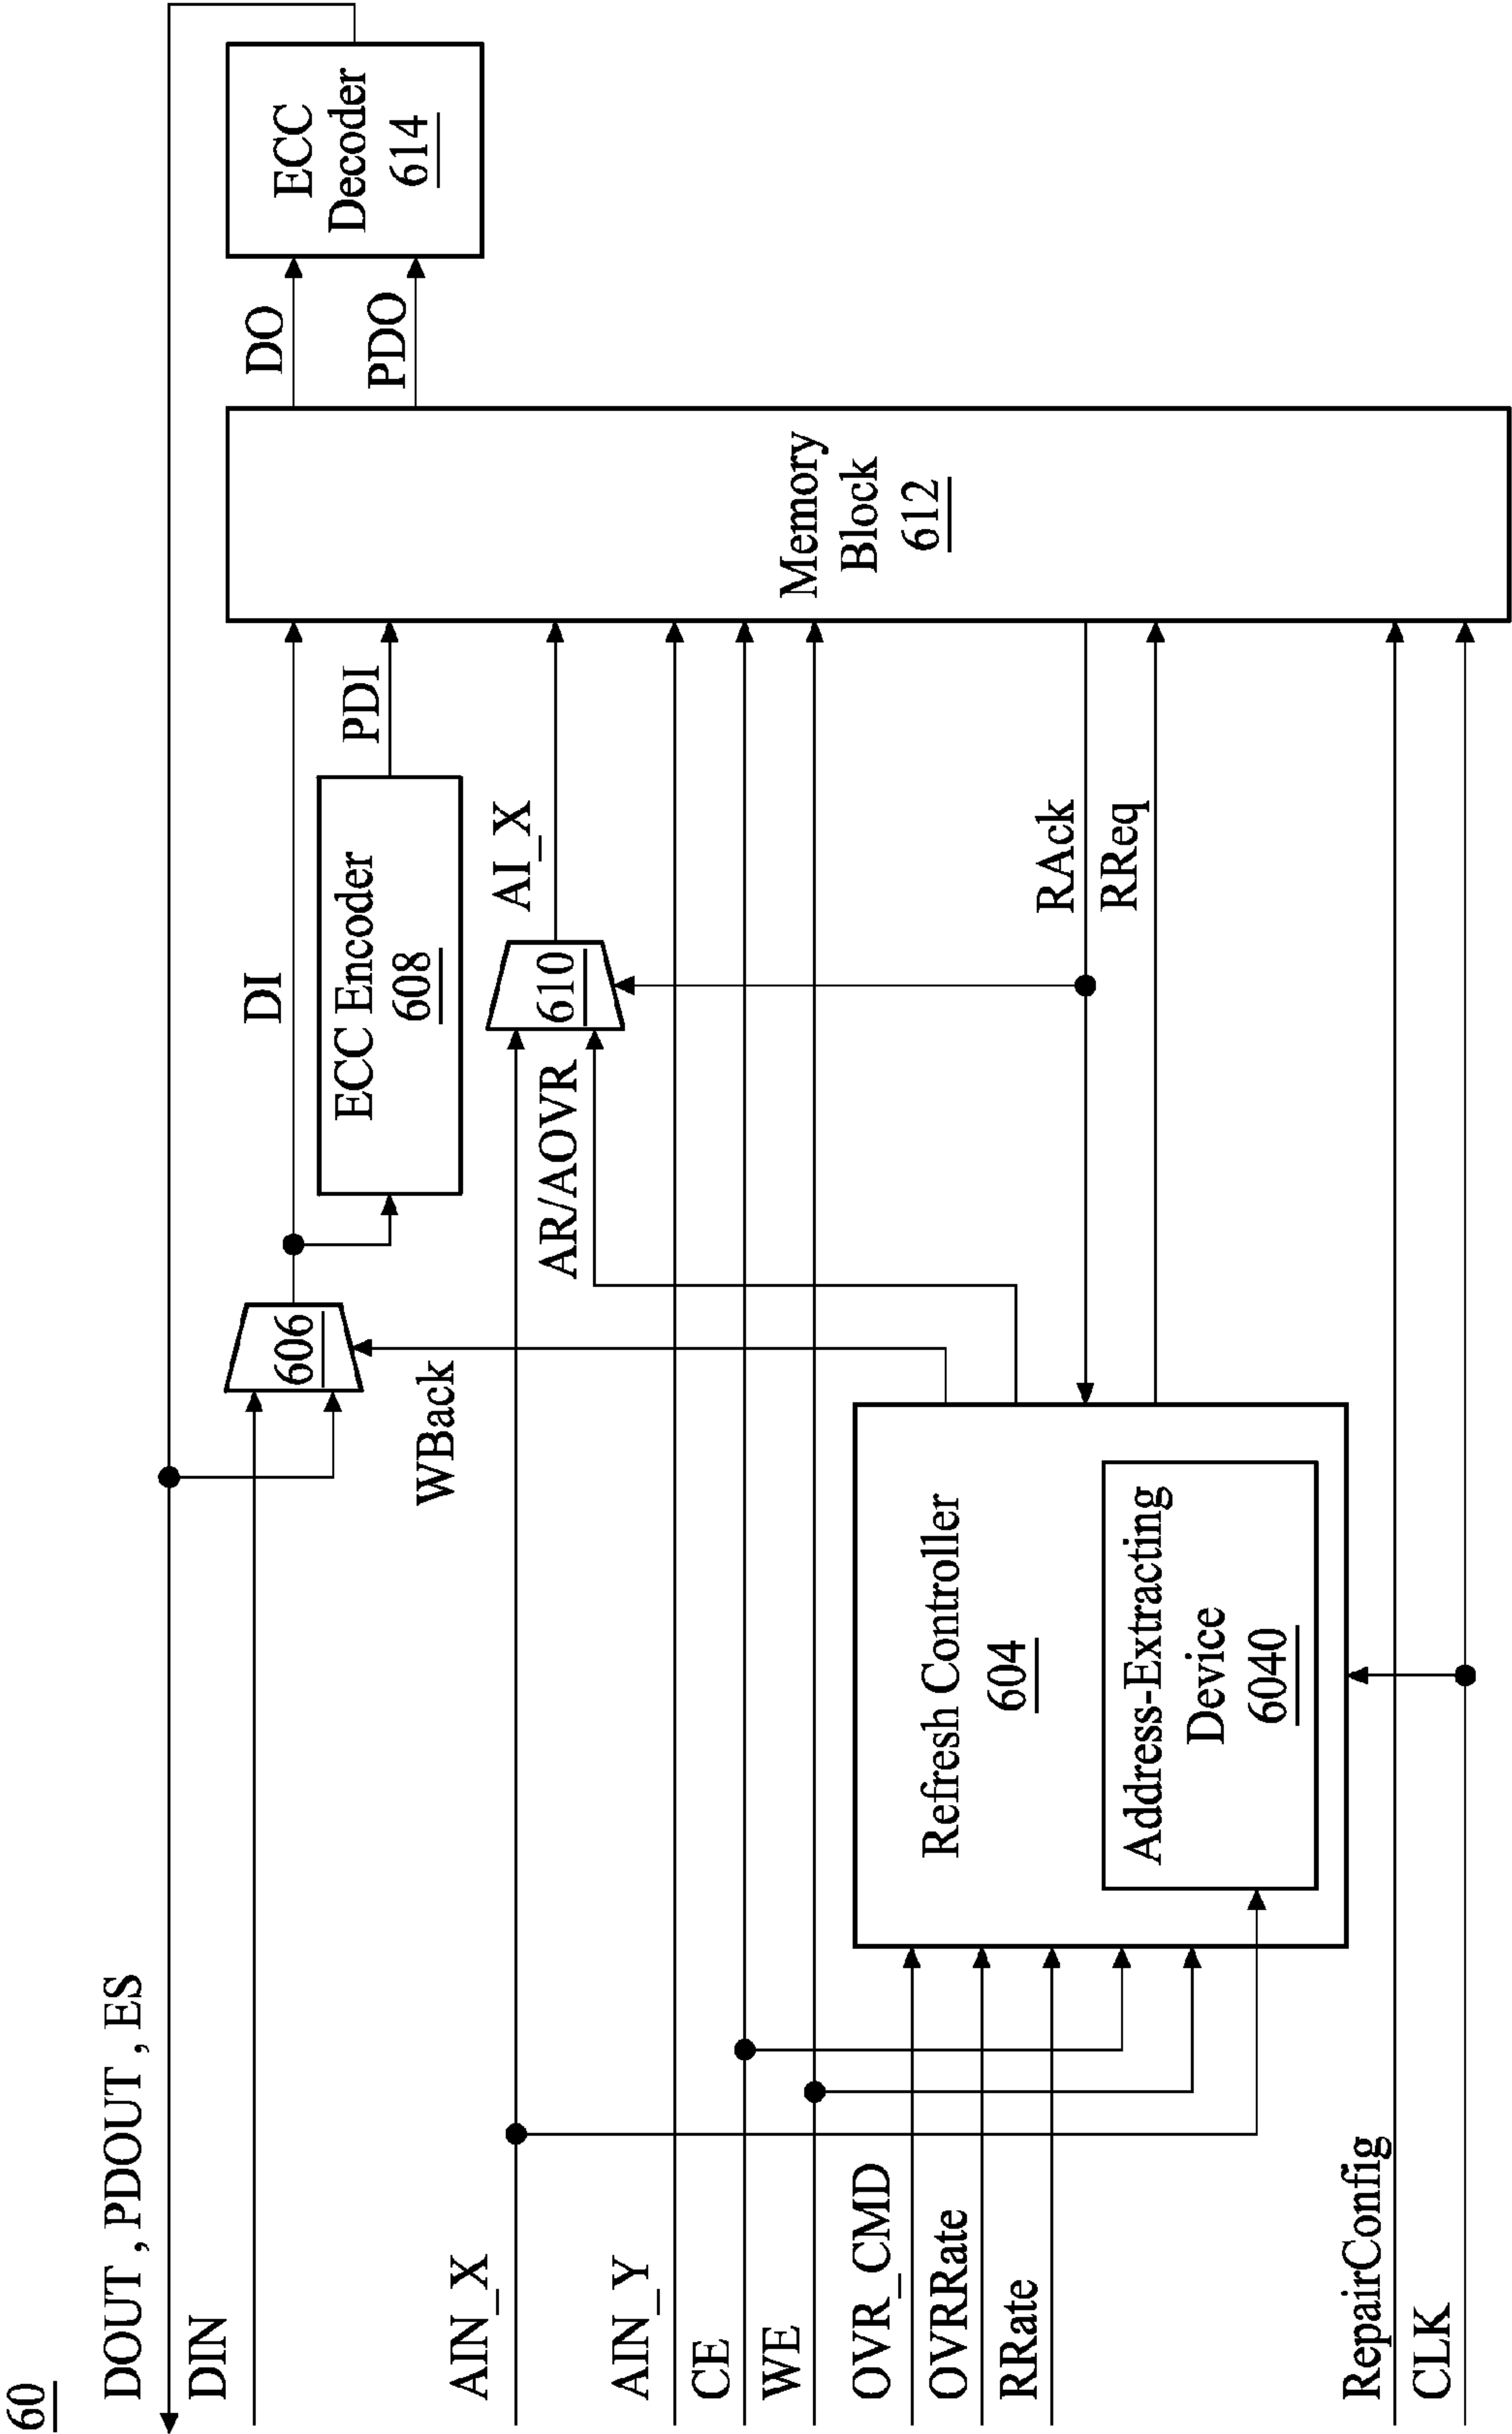 60
DOUT , PDOUT , ES
DIN
AIN_X
AIN_Y
CE
WE
OVR_CMD
OVRRate
RRate
RepairConfig
CLK
Refresh Controller
604
Address-Extracting
Device
6040
WBack
606
AR/AOVR
DI
ECC Encoder
608
610
AI_X
PDI
RAck
RReq
Memory
Block
612
DO
PDO
ECC
Decoder
614